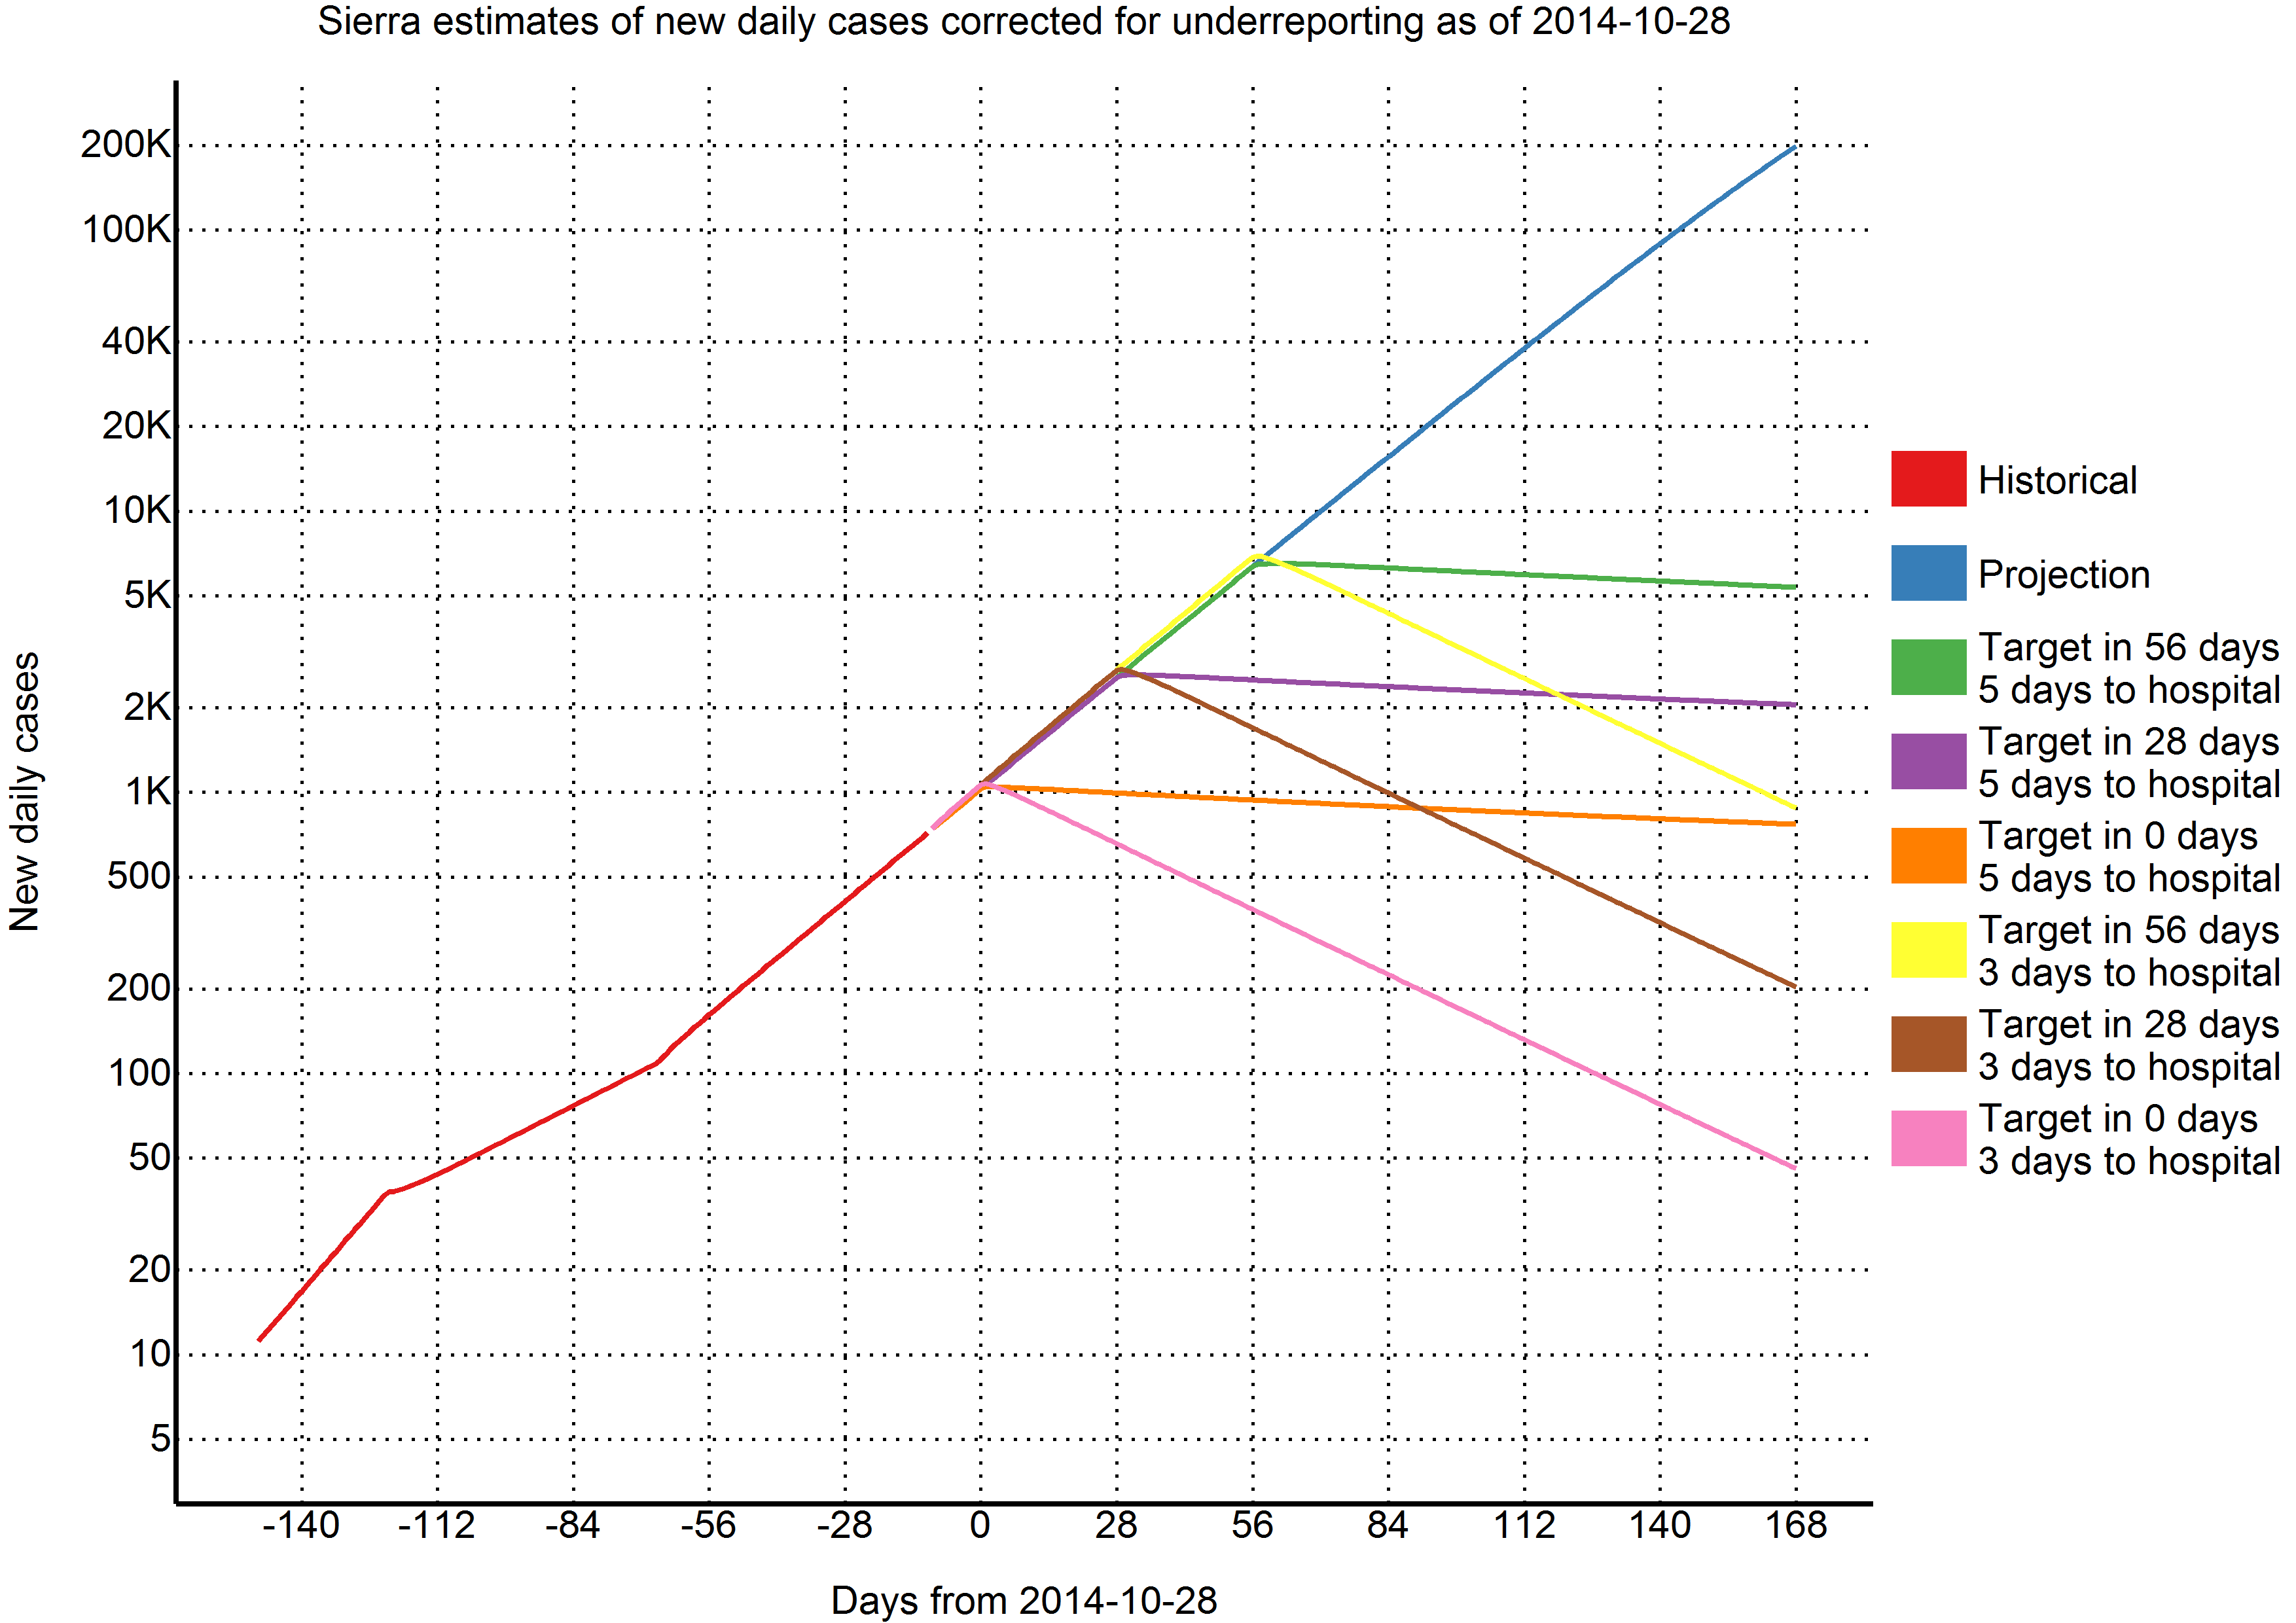 Sierra estimates of new daily cases corrected for underreporting as of 2014-10-28
200K
100K
40K
20K
10K
5K
2K
1K
500
200
100
50
20
10
5
New daily cases
-140 -112 -84 -56 -28 0 28 56 84 112 140 168
Days from 2014-10-28
Historical
Projection
Target in 56 days
5 days to hospital
Target in 28 days
5 days to hospital
Target in 0 days
5 days to hospital
Target in 56 days
3 days to hospital
Target in 28 days
3 days to hospital
Target in 0 days
3 days to hospital